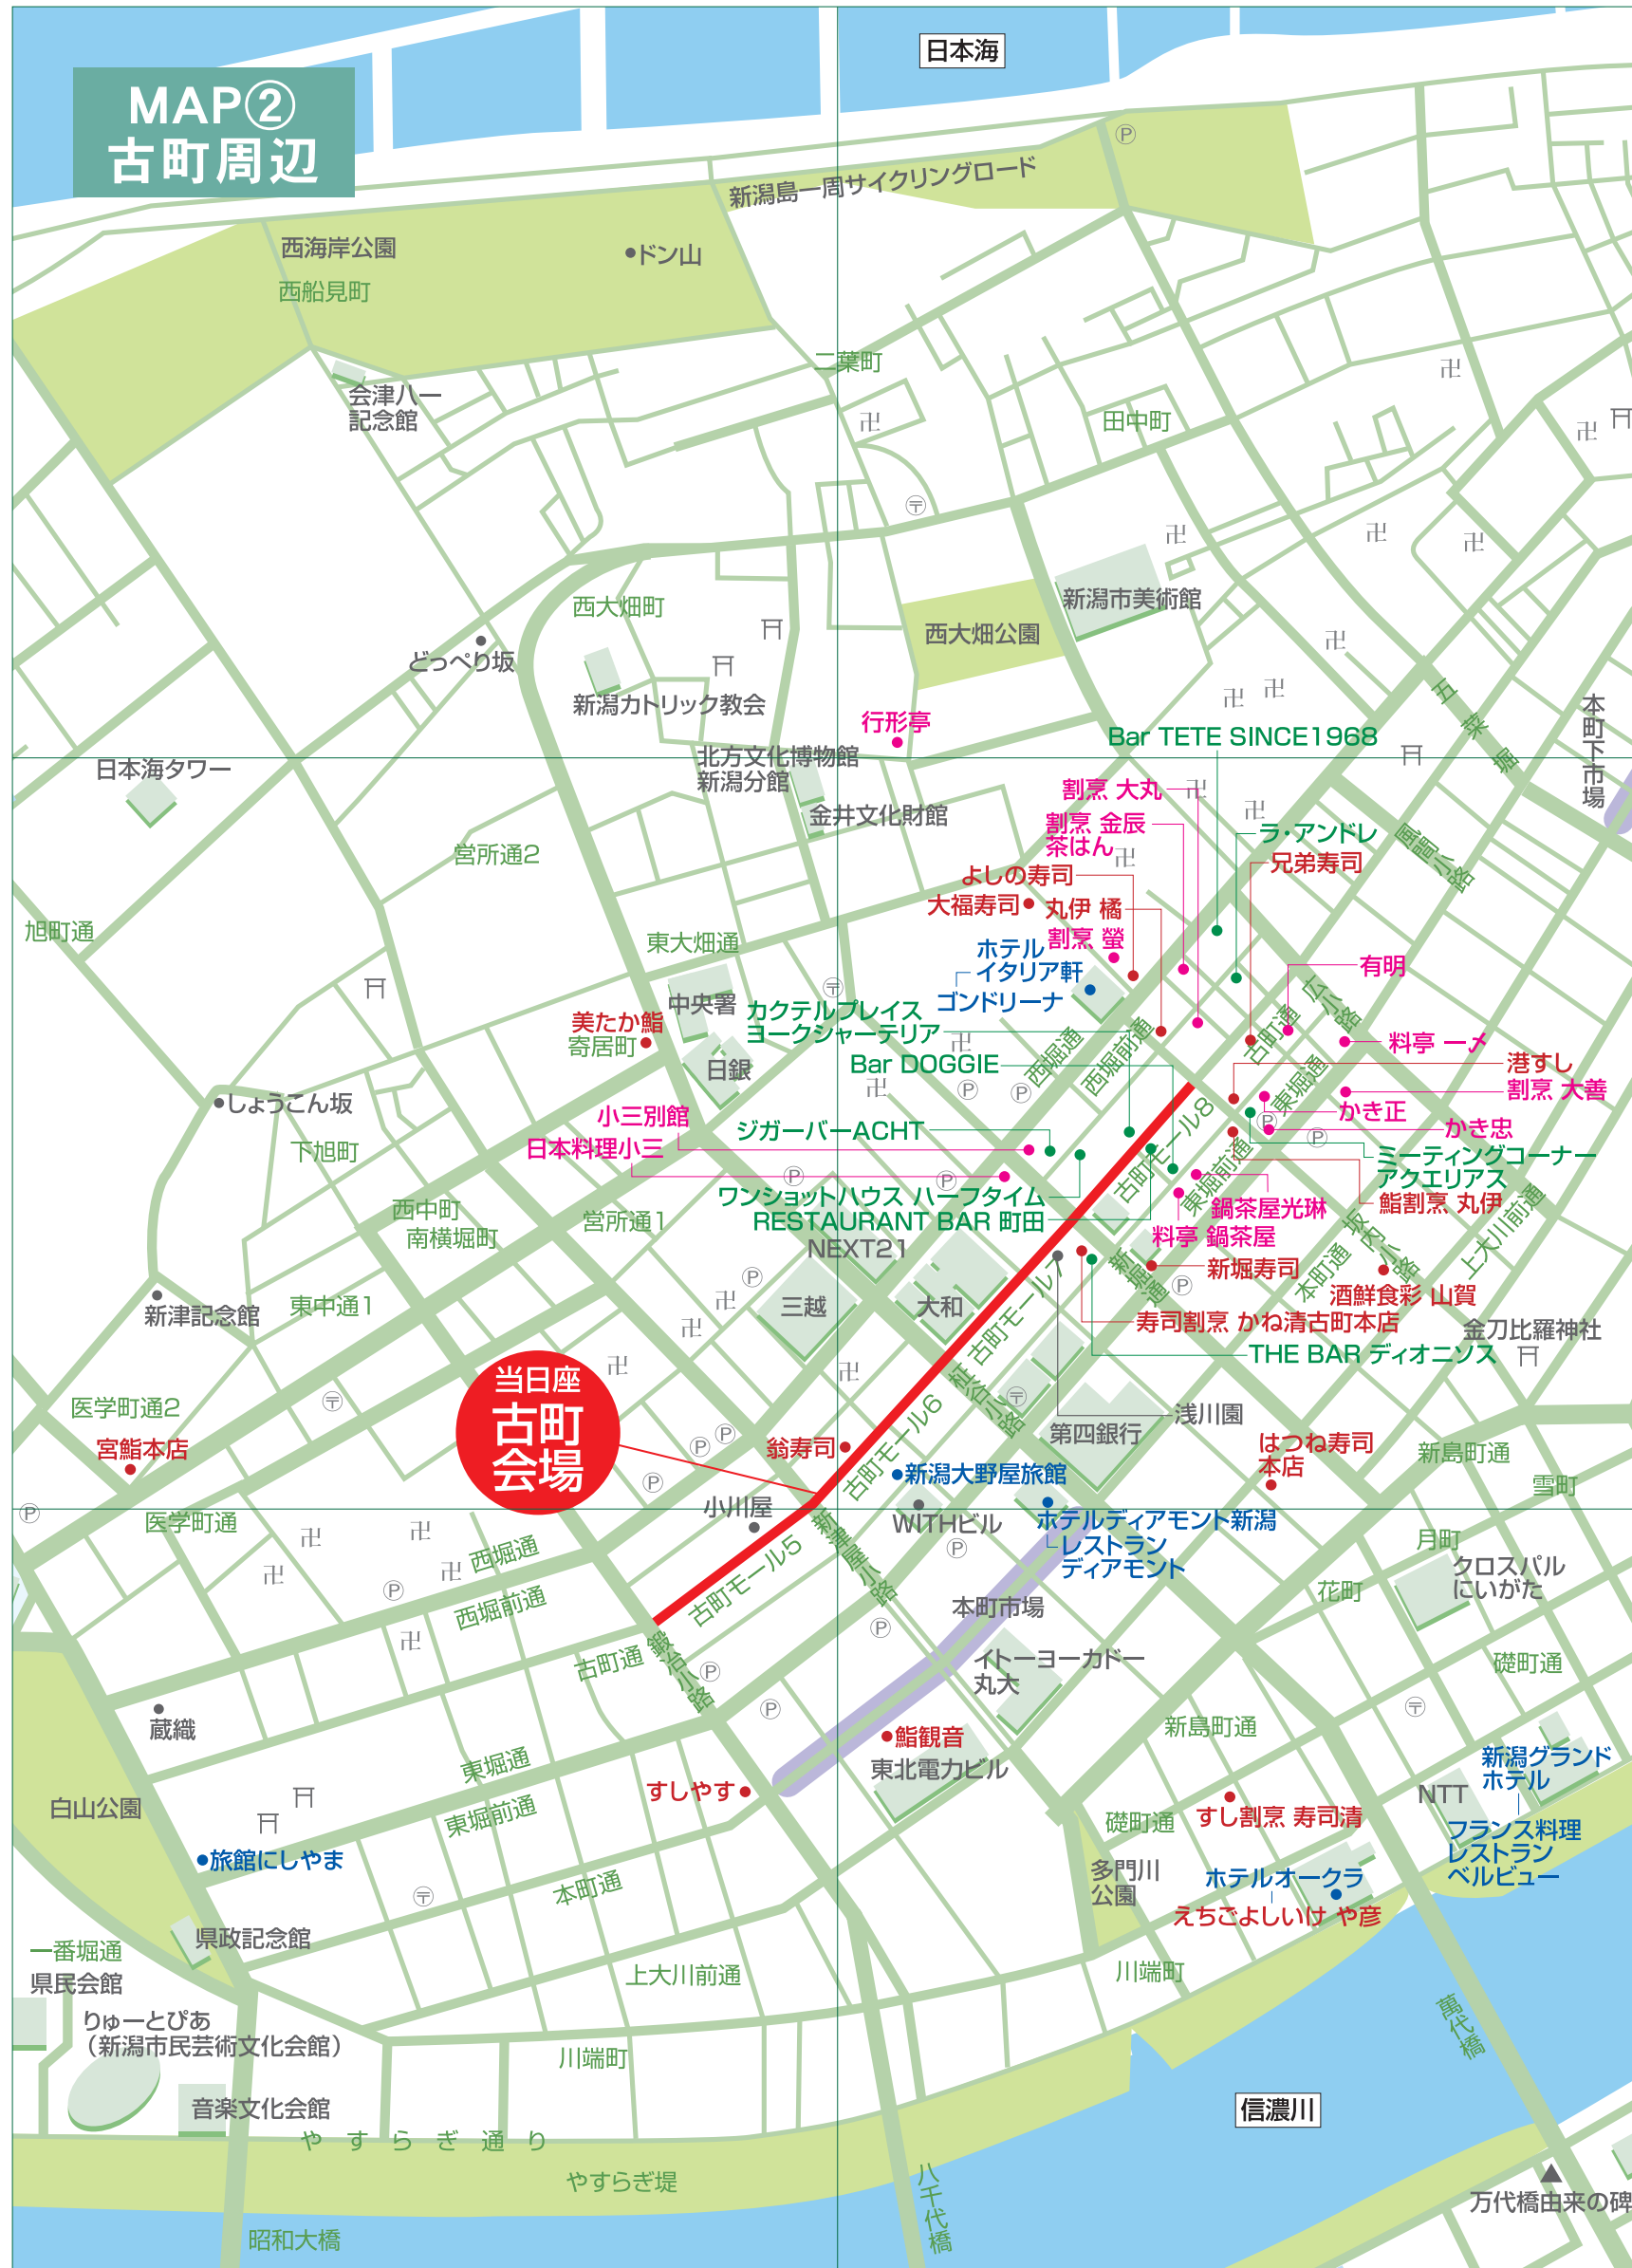 日本海
MAP②
古町周辺
新潟島一周サイクリングロード
西海岸公園
ドン山
西船見町
二葉町
会津八一
記念館
田中町
西大畑町
新潟市美術館
西大畑公園
どっぺり坂
新潟カトリック教会
五菜堀
本町下市場
行形亭
Bar TETE SINCE1968
北方文化博物館
新潟分館
日本海タワー
割烹 大丸
金井文化財館
割烹 金辰
茶はん
ラ・アンドレ
兄弟寿司
風間小路
営所通2
よしの寿司
大福寿司
丸伊 橘
旭町通
東大畑通
割烹 螢
ホテル
イタリア軒
ゴンドリーナ
有明
広小路
中央署
カクテルプレイス
ヨークシャーテリア
美たか鮨
寄居町
西堀通
西堀前通
古町通
料亭 一〆
日銀
Bar DOGGIE
港すし
東堀通
割烹 大善
しょうこん坂
小三別館
ジガーバーACHT
古町モール8
かき正
かき忠
下旭町
日本料理小三
東堀前通
ミーティングコーナー
アクエリアス
鮨割烹 丸伊
西中町
南横堀町
営所通1
ワンショットハウス ハーフタイム
RESTAURANT BAR 町田
鍋茶屋光琳
料亭 鍋茶屋
坂内小路
上大川前通
NEXT21
新堀通
新堀寿司
本町通
東中通1
新津記念館
三越
大和
古町モール7
酒鮮食彩 山賀
寿司割烹 かね清古町本店
金刀比羅神社
THE BAR ディオニソス
当日座
古町
会場
医学町通2
宮鮨本店
古町モール6
柾谷小路
浅川園
第四銀行
翁寿司
新潟大野屋旅館
はつね寿司
本店
新島町通
雪町
小川屋
WITHビル
ホテルディアモント新潟
レストラン
ディアモント
医学町通
西堀通
西堀前通
古町モール5
新津屋小路
月町
クロスパル
にいがた
花町
本町市場
古町通
鍛冶小路
イトーヨーカドー
丸大
礎町通
蔵織
新島町通
鮨観音
東北電力ビル
東堀通
新潟グランド
ホテル
白山公園
すしやす
NTT
東堀前通
礎町通
すし割烹 寿司清
フランス料理
レストラン
ベルビュー
旅館にしやま
多門川
公園
ホテルオークラ
えちごよしいけ や彦
本町通
県政記念館
一番堀通
県民会館
上大川前通
川端町
りゅーとぴあ
（新潟市民芸術文化会館）
萬代橋
川端町
音楽文化会館
信濃川
やすらぎ通り
やすらぎ堤
八千代橋
万代橋由来の碑
昭和大橋